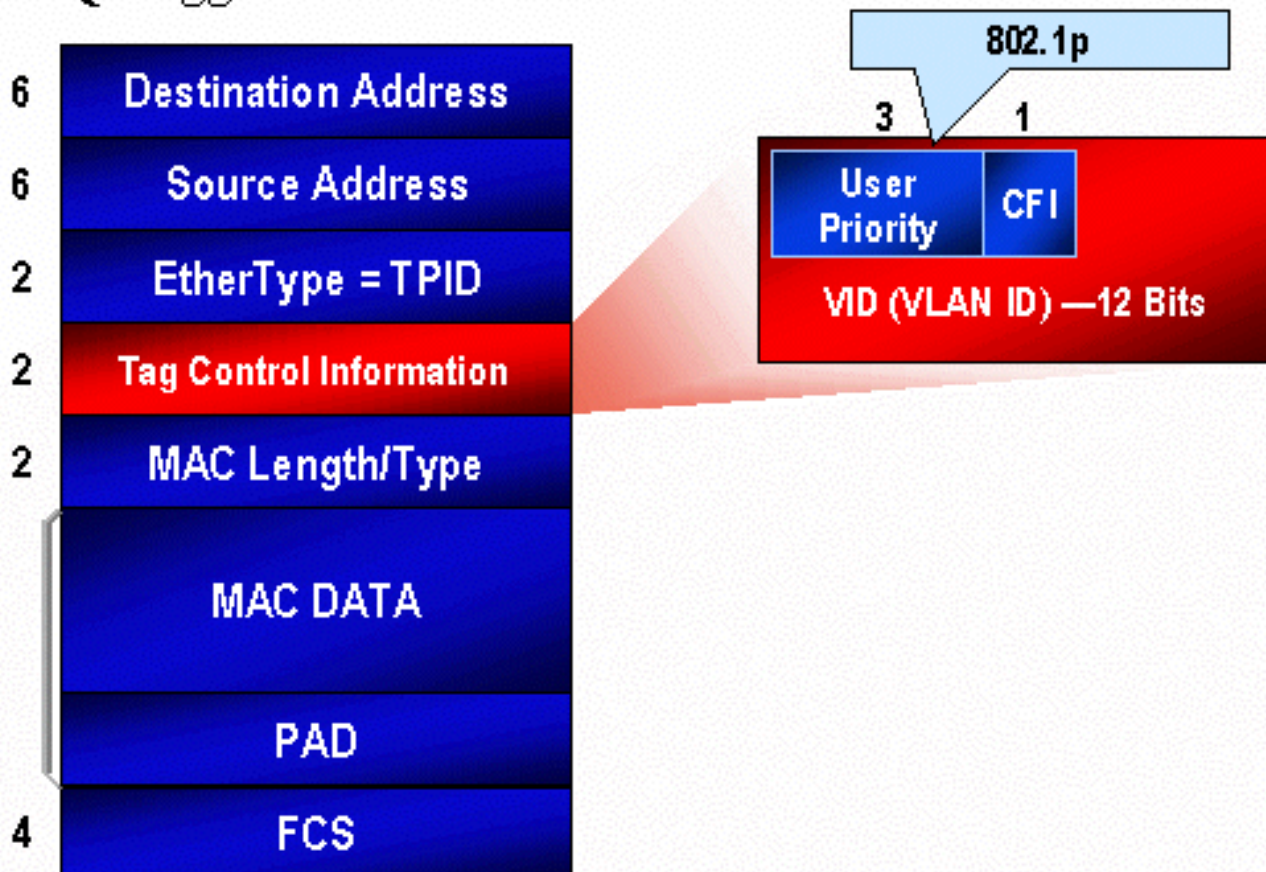 802.1p
3 1
User
Priority
CFI
VID (VLAN ID) —12 Bits
6 Destination Address
6 Source Address
2 EtherType = TPID
2 Tag Control Information
2 MAC Length/Type
MAC DATA
PAD
4 FCS